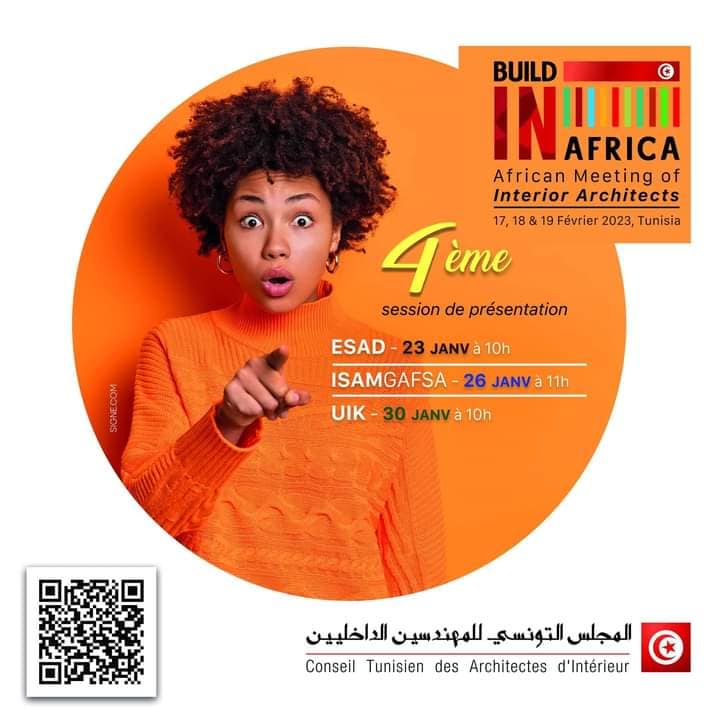 BUILD
IN AFRICA
African Meeting of
Interior Architects
17, 18 & 19 Février 2023, Tunisia
4ème
session de présentation
ESAD - 23 JANV à 10h
ISAMGAFSA - 26 JANV à 11h
UIK - 30 JANV à 10h
SIGNE.COM
المجلس التونسي للمهندسين الداخليين
Conseil Tunisien des Architectes d'Intérieur